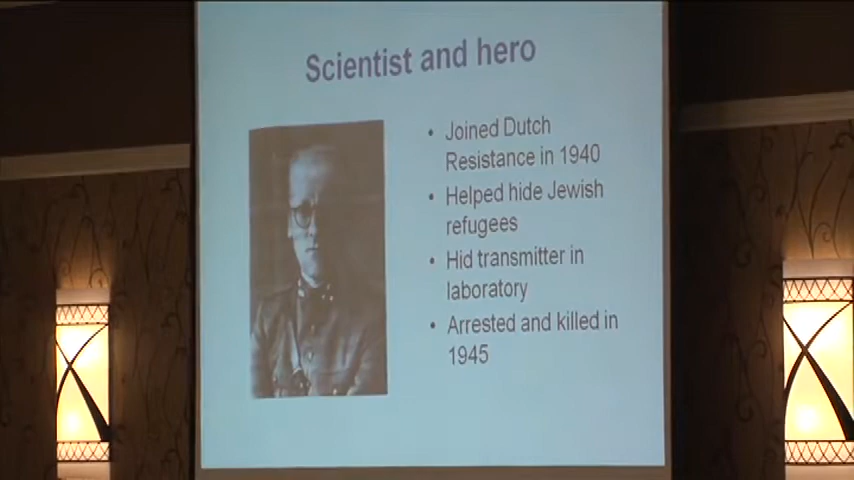 Scientist and hero
• Joined Dutch
Resistance in 1940
• Helped hide Jewish
refugees
• Hid transmitter in
laboratory
• Arrested and killed in
1945